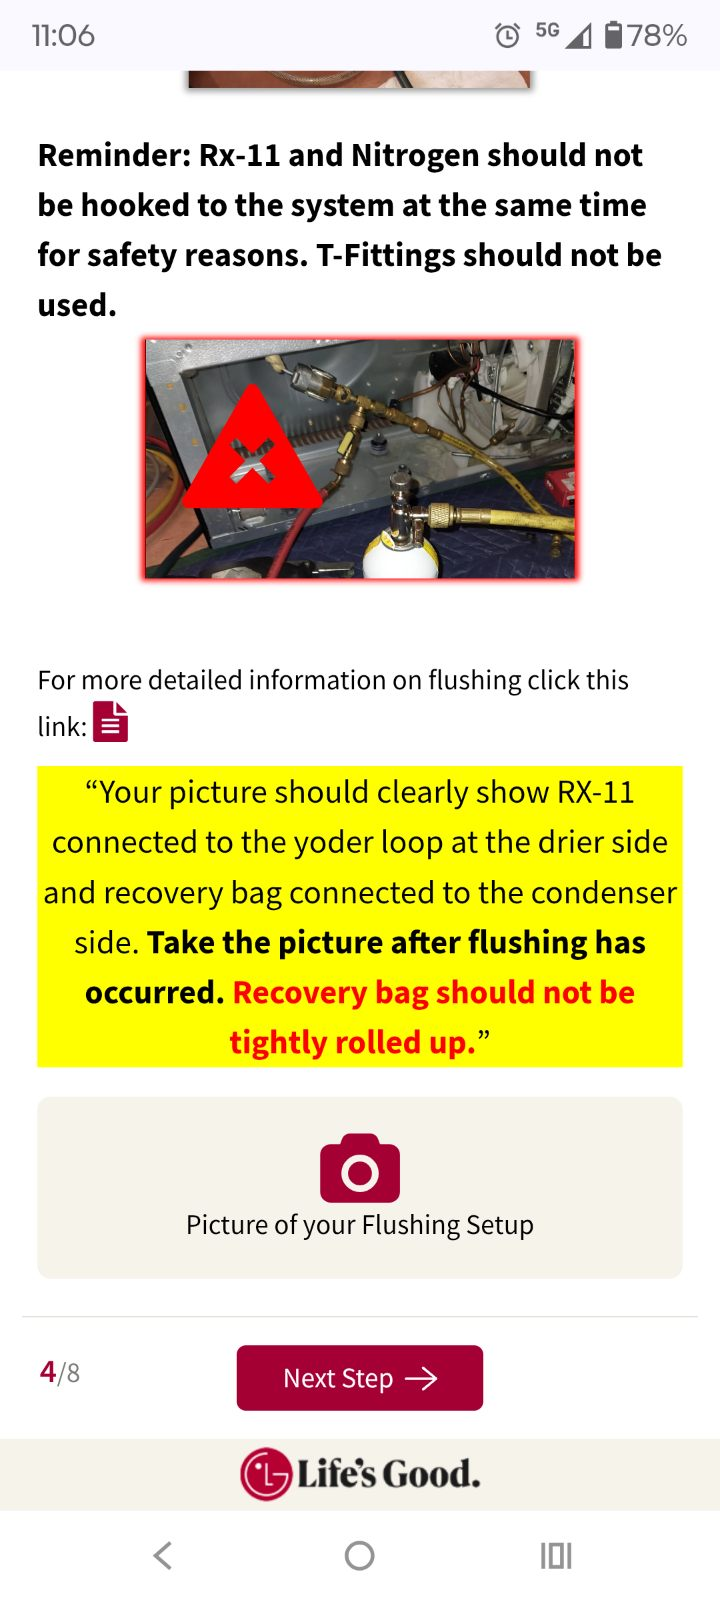 11:06
5G
78%
Reminder: Rx-11 and Nitrogen should not
be hooked to the system at the same time
for safety reasons. T-Fittings should not be
used.
For more detailed information on flushing click this
link:
“Your picture should clearly show RX-11
connected to the yoder loop at the drier side
and recovery bag connected to the condenser
side. Take the picture after flushing has
occurred. Recovery bag should not be
tightly rolled up.”
Picture of your Flushing Setup
4/8
Next Step →
LG Life's Good.